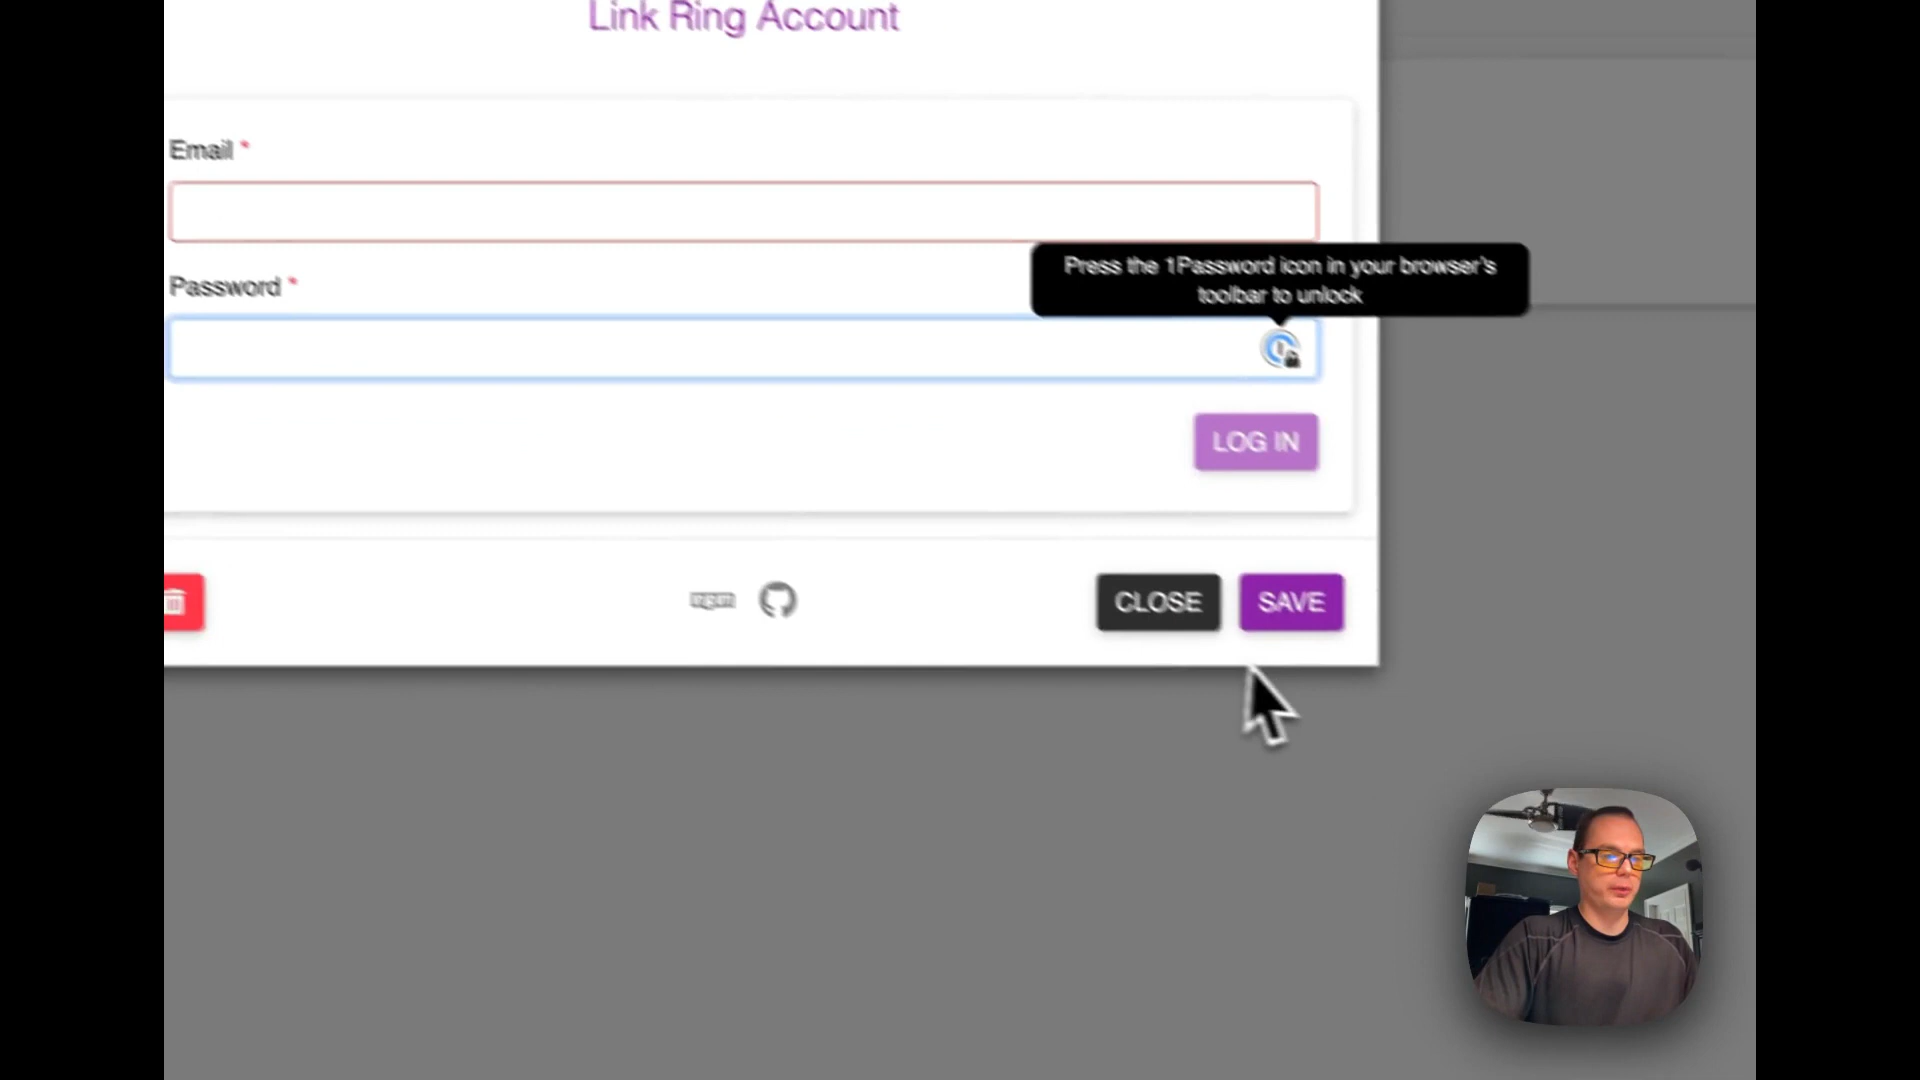 Link Ring Account
Email *
Password *
Press the 1Password icon in your browser's
toolbar to unlock
LOG IN
npm
CLOSE
SAVE